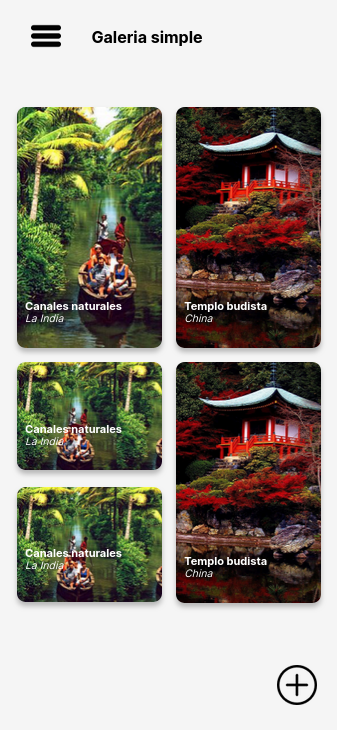 Galeria simple
Canales naturales
La India
Templo budista
China
Canales naturales
La India
Canales naturales
La India
Templo budista
China